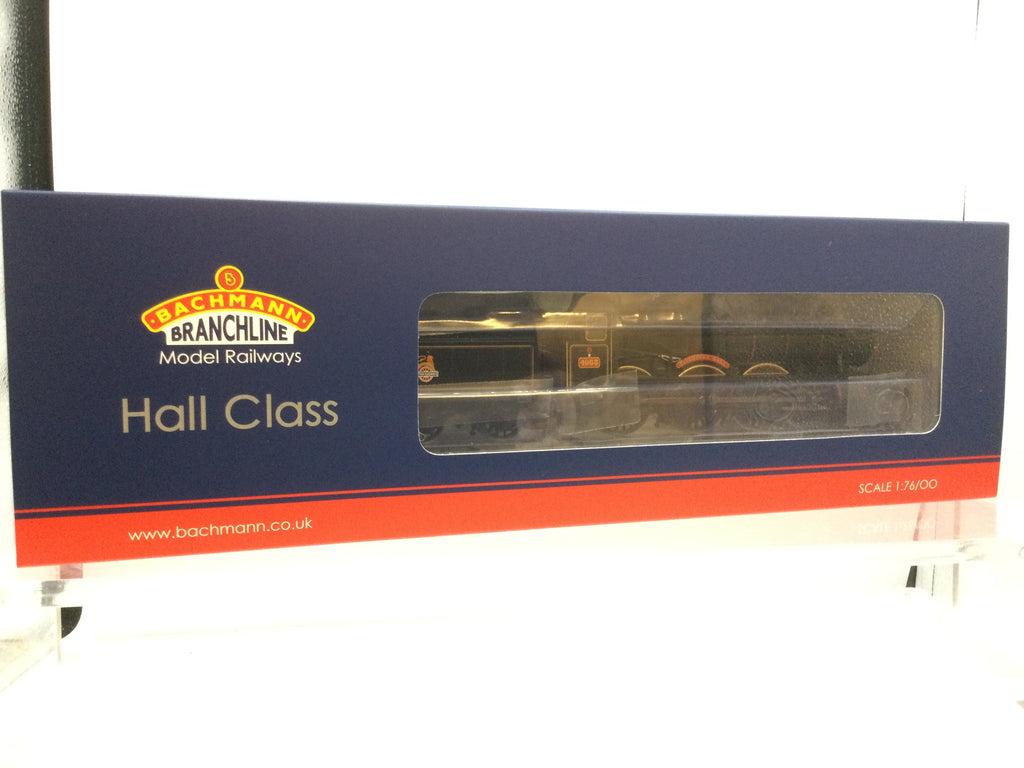 BACHMANN
BRANCHLINE
Model Railways
Hall Class
www.bachmann.co.uk
SCALE 1:76/OO